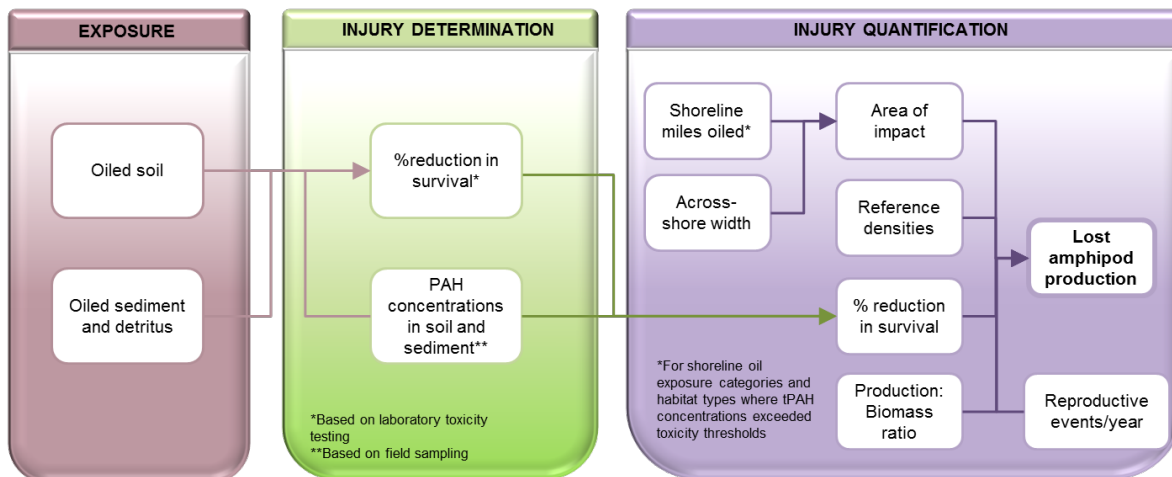 EXPOSURE
Oiled soil
Oiled sediment
and detritus
INJURY DETERMINATION
%reduction in
survival*
PAH
concentrations
in soil and
sediment**
*Based on laboratory toxicity
testing
**Based on field sampling
INJURY QUANTIFICATION
Shoreline
miles oiled*
Across-
shore width
Area of
impact
Reference
densities
% reduction
in survival
Production:
Biomass
ratio
Lost
amphipod
production
Reproductive
events/year
*For shoreline oil
exposure categories and
habitat types where tPAH
concentrations exceeded
toxicity thresholds